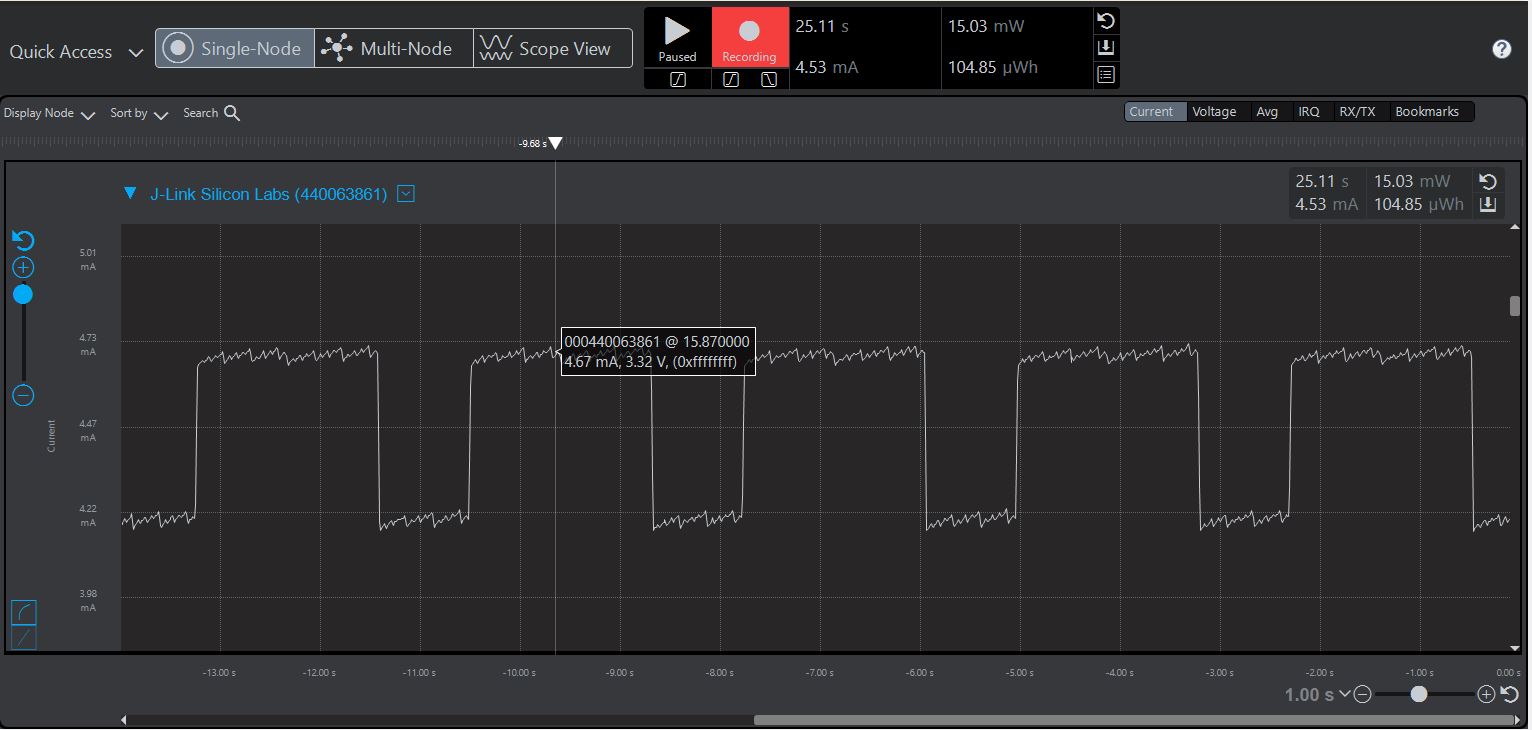 Quick Access
Single-Node
Multi-Node
Scope View
Paused
Recording
25.11 s
15.03 mW
4.53 mA
104.85 µWh
Display Node
Sort by
Search
Current
Voltage
Avg
IRQ
RX/TX
Bookmarks
-9.68 s
J-Link Silicon Labs (440063861)
25.11 s
15.03 mW
4.53 mA
104.85 µWh
5.01
mA
4.73
mA
4.47
mA
4.22
mA
3.98
mA
Current
000440063861 @ 15.870000
4.67 mA, 3.32 V, (0xffffffff)
-13.00 s
-12.00 s
-11.00 s
-10.00 s
-9.00 s
-8.00 s
-7.00 s
-6.00 s
-5.00 s
-4.00 s
-3.00 s
-2.00 s
-1.00 s
0.00 s
1.00 s